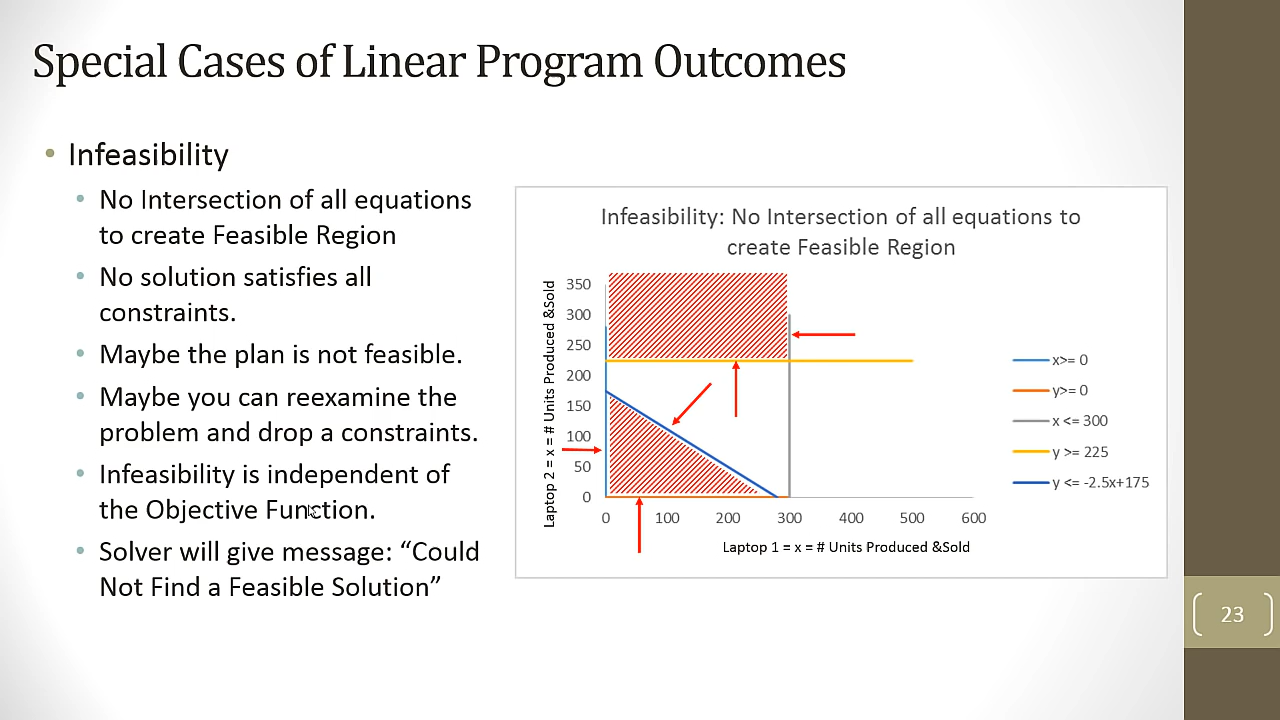 Special Cases of Linear Program Outcomes
• Infeasibility
• No Intersection of all equations
to create Feasible Region
• No solution satisfies all
constraints.
• Maybe the plan is not feasible.
• Maybe you can reexamine the
problem and drop a constraints.
• Infeasibility is independent of
the Objective Function.
• Solver will give message: “Could
Not Find a Feasible Solution”
Infeasibility: No Intersection of all equations to
create Feasible Region
Laptop 2 = x = # Units Produced &Sold
350
300
250
200
150
100
50
0
0 100 200 300 400 500 600
Laptop 1 = x = # Units Produced &Sold
x>= 0
y>= 0
x <= 300
y >= 225
y <= -2.5x+175
23